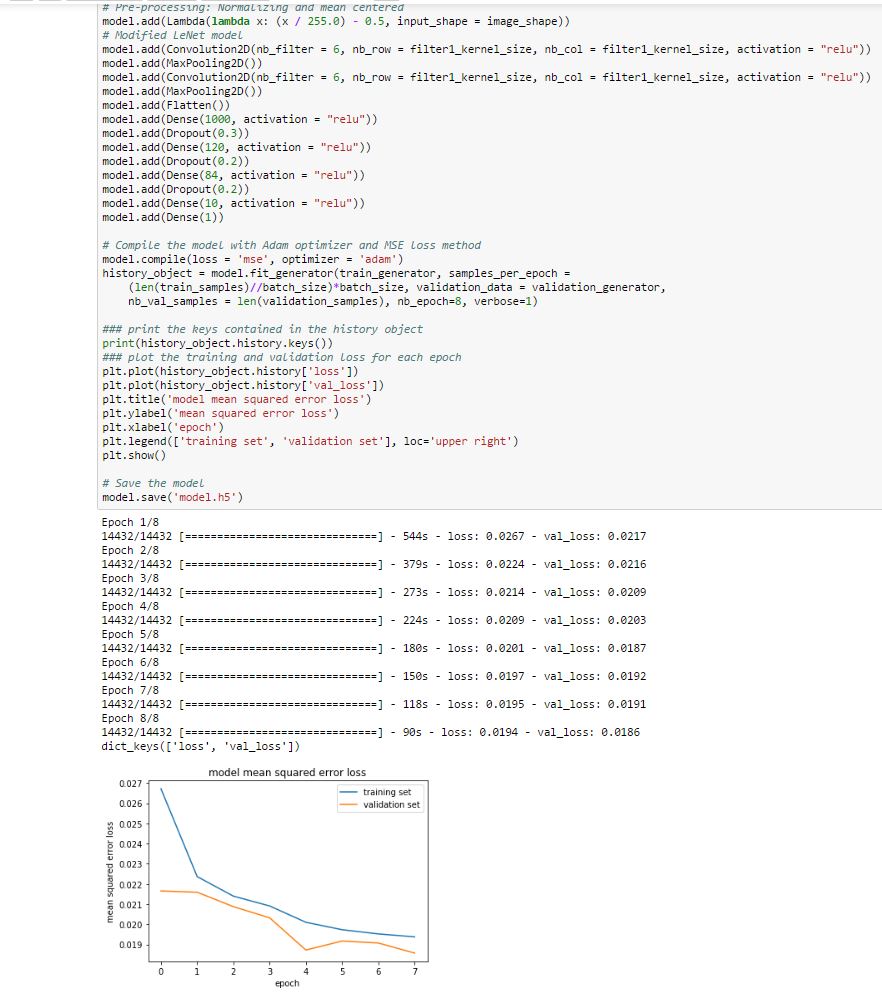 # Pre-processing: Normalizing and mean centered
model.add(Lambda(lambda x: (x / 255.0) - 0.5, input_shape = image_shape))
# Modified LeNet model
model.add(Convolution2D(nb_filter = 6, nb_row = filter1_kernel_size, nb_col = filter1_kernel_size, activation = "relu"))
model.add(MaxPooling2D())
model.add(Convolution2D(nb_filter = 6, nb_row = filter1_kernel_size, nb_col = filter1_kernel_size, activation = "relu"))
model.add(MaxPooling2D())
model.add(Flatten())
model.add(Dense(1000, activation = "relu"))
model.add(Dropout(0.3))
model.add(Dense(120, activation = "relu"))
model.add(Dropout(0.2))
model.add(Dense(84, activation = "relu"))
model.add(Dropout(0.2))
model.add(Dense(10, activation = "relu"))
model.add(Dense(1))
# Compile the model with Adam optimizer and MSE loss method
model.compile(loss = 'mse', optimizer = 'adam')
history_object = model.fit_generator(train_generator, samples_per_epoch =
(len(train_samples)//batch_size)*batch_size, validation_data = validation_generator,
nb_val_samples = len(validation_samples), nb_epoch=8, verbose=1)
### print the keys contained in the history object
print(history_object.history.keys())
### plot the training and validation loss for each epoch
plt.plot(history_object.history['loss'])
plt.plot(history_object.history['val_loss'])
plt.title('model mean squared error loss')
plt.ylabel('mean squared error loss')
plt.xlabel('epoch')
plt.legend(['training set', 'validation set'], loc='upper right')
plt.show()
# Save the model
model.save('model.h5')
Epoch 1/8
14432/14432 [==============================] - 544s - loss: 0.0267 - val_loss: 0.0217
Epoch 2/8
14432/14432 [==============================] - 379s - loss: 0.0224 - val_loss: 0.0216
Epoch 3/8
14432/14432 [==============================] - 273s - loss: 0.0214 - val_loss: 0.0209
Epoch 4/8
14432/14432 [==============================] - 224s - loss: 0.0209 - val_loss: 0.0203
Epoch 5/8
14432/14432 [==============================] - 180s - loss: 0.0201 - val_loss: 0.0187
Epoch 6/8
14432/14432 [==============================] - 150s - loss: 0.0197 - val_loss: 0.0192
Epoch 7/8
14432/14432 [==============================] - 118s - loss: 0.0195 - val_loss: 0.0191
Epoch 8/8
14432/14432 [==============================] - 90s - loss: 0.0194 - val_loss: 0.0186
dict_keys(['loss', 'val_loss'])
model mean squared error loss
training set
validation set
mean squared error loss
0.027
0.026
0.025
0.024
0.023
0.022
0.021
0.020
0.019
0 1 2 3 4 5 6 7
epoch